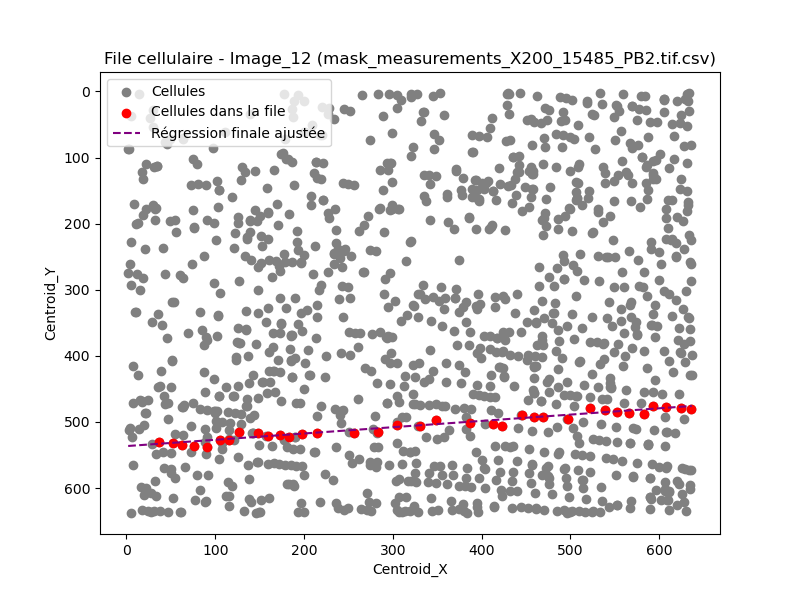 File cellulaire - Image_12 (mask_measurements_X200_15485_PB2.tif.csv)
Cellules
Cellules dans la file
Régression finale ajustée
0
100
200
300
400
500
600
Centroid_Y
0 100 200 300 400 500 600
Centroid_X